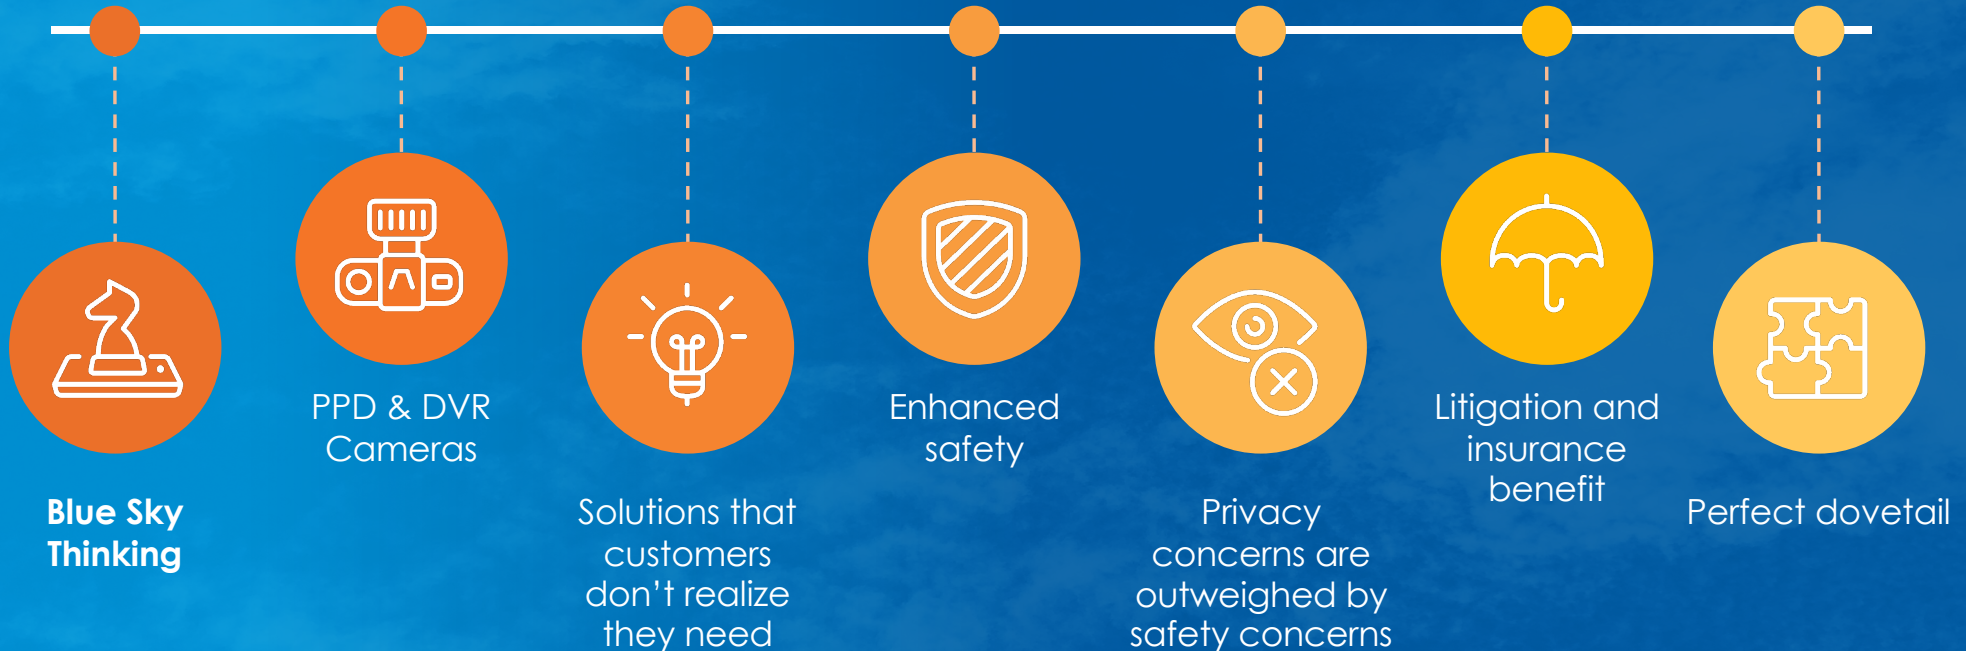 Blue Sky
Thinking
PPD & DVR
Cameras
Solutions that
customers
don’t realize
they need
Enhanced
safety
Privacy
concerns are
outweighed by
safety concerns
Litigation and
insurance
benefit
Perfect dovetail